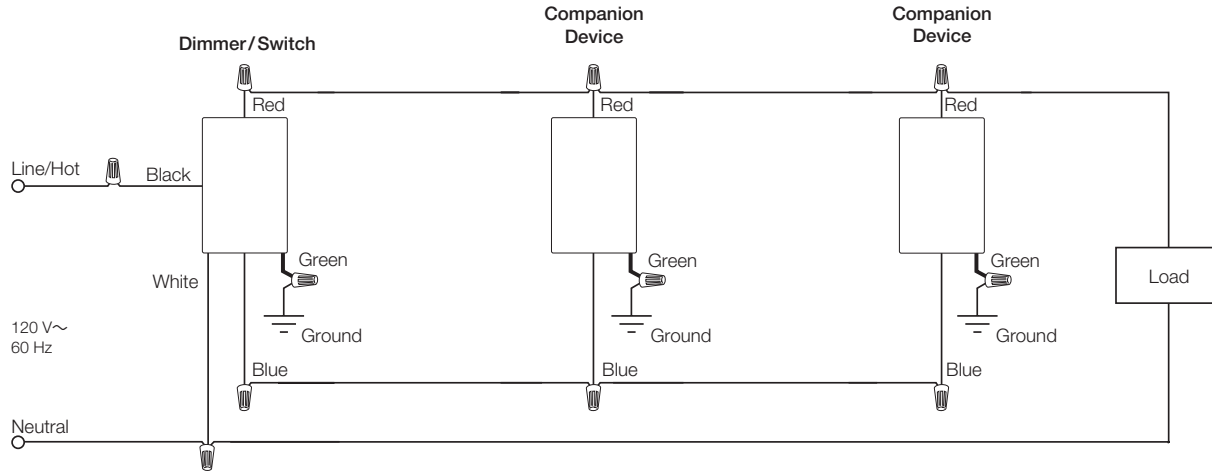 Companion
Device
Companion
Device
Dimmer/Switch
Red
Red
Red
Line/Hot
Black
Green
Green
Green
White
Load
120 V~
60 Hz
Ground
Ground
Ground
Blue
Blue
Blue
Neutral